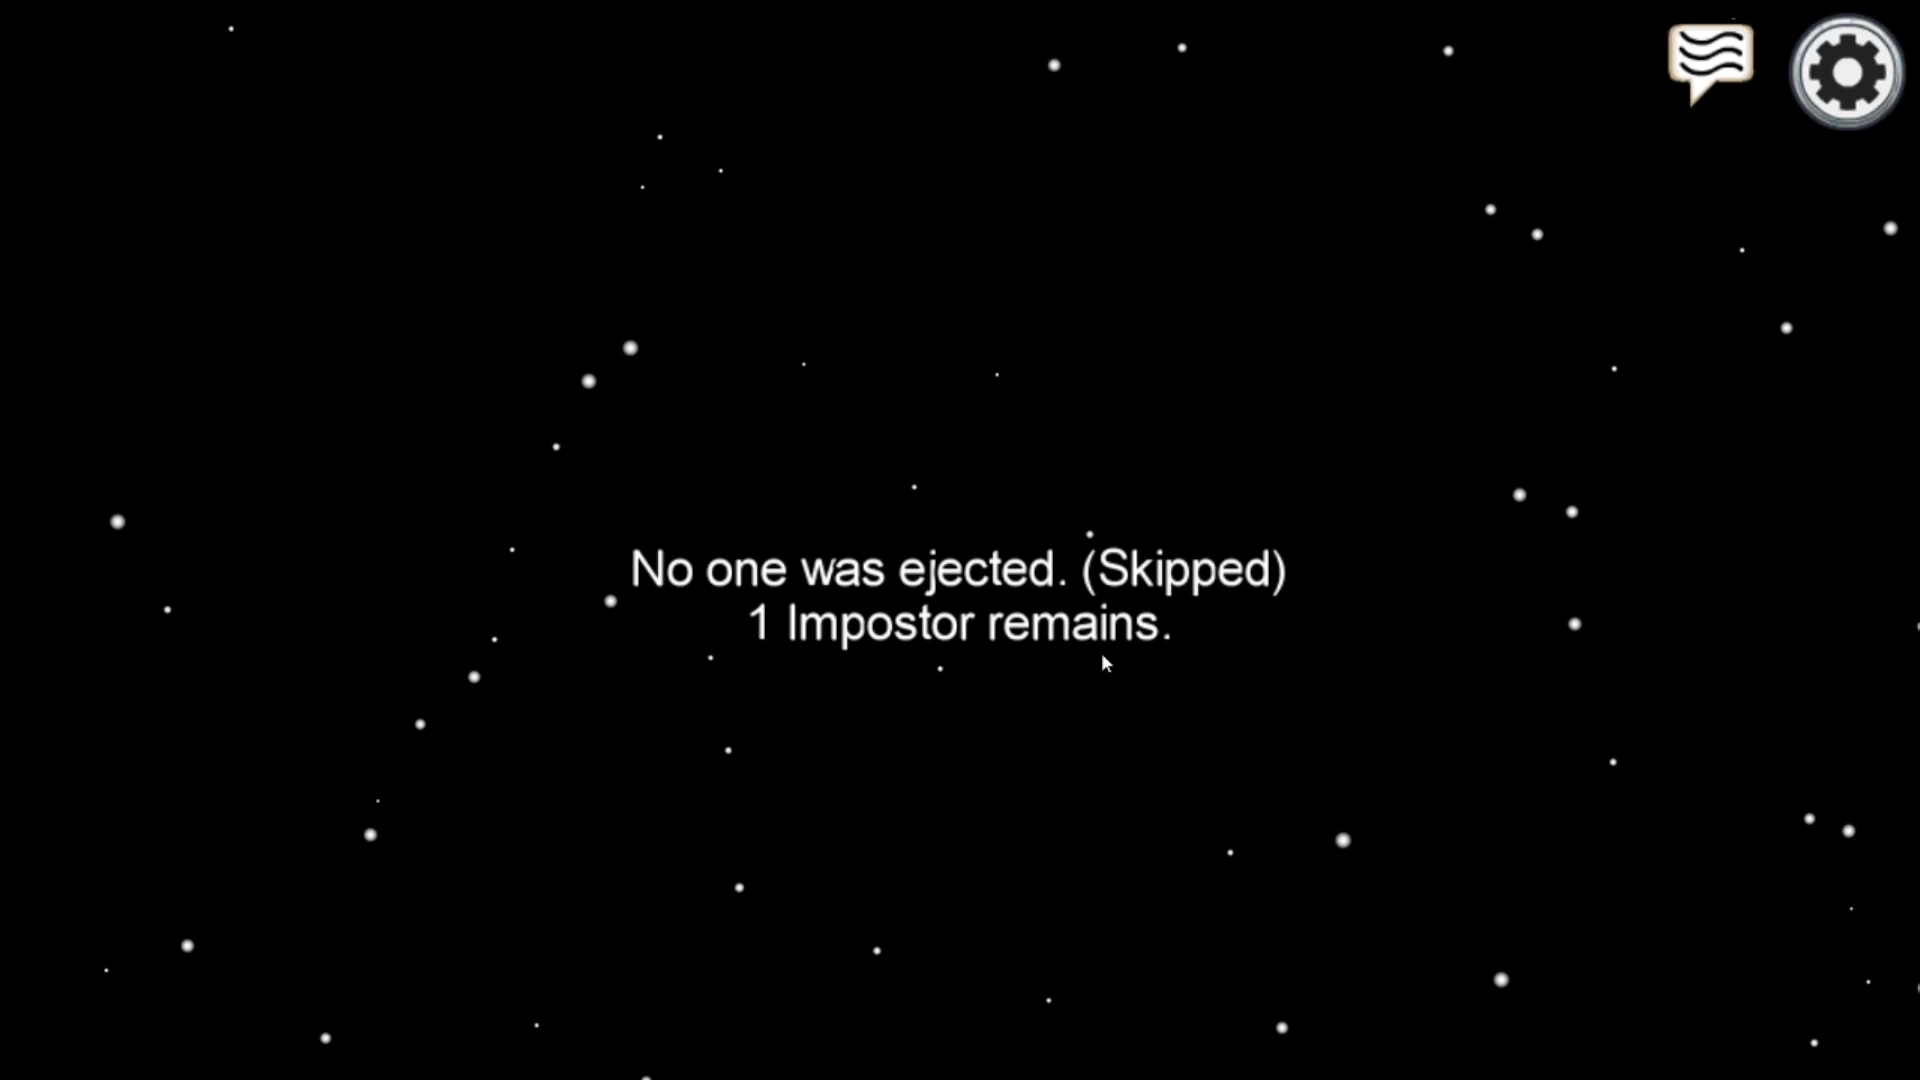 No one was ejected. (Skipped)
1 Impostor remains.